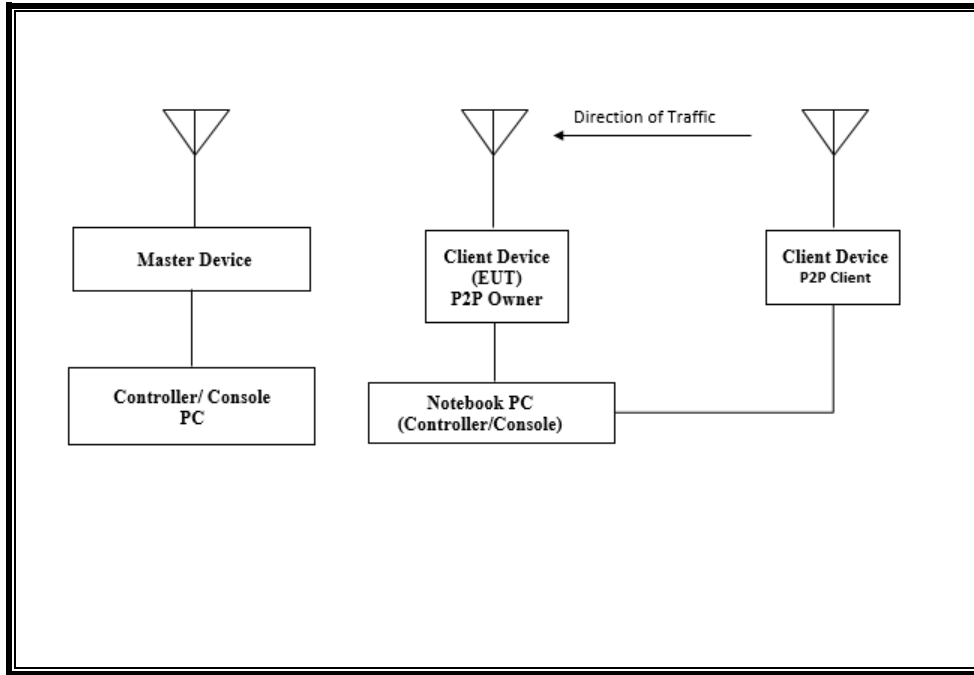 Direction of Traffic
Master Device
Client Device
(EUT)
P2P Owner
Client Device
P2P Client
Controller/ Console
PC
Notebook PC
(Controller/Console)